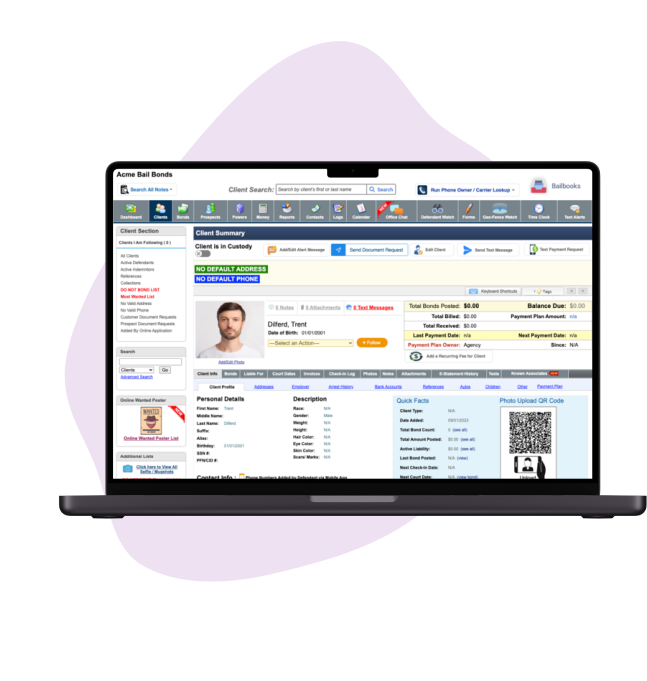 Acme Bail Bonds
Search All Notes
Client Search: Search by client's first or last name Search
Run Phone Owner / Carrier Lookup
Bailbooks
Dashboard Clients Bonds Prospects Powers Money Reports Contacts Logs Calendar NEW Office Chat Defendant Watch Forms Geo-Fence Watch Time Clock Text Alerts
Client Section
Clients I Am Following ( 0 )
All Clients
Active Defendants
Active Indemnitors
References
Collections
DO NOT BOND LIST
Most Wanted List
No Valid Address
No Valid Phone
Customer Document Requests
Prospect Document Requests
Added By Online Application
Search
Clients Go
Advanced Search
Online Wanted Poster
WANTED NEW
Online Wanted Poster List
Additional Lists
Click here to View All
Selfie / Mugshots
Client Summary
Client is in Custody
Add/Edit Alert Message Send Document Request Edit Client Send Text Message Text Payment Request
NO DEFAULT ADDRESS
NO DEFAULT PHONE
Keyboard Shortcuts Tags
Add/Edit Photo
0 Notes 0 Attachments 0 Text Messages
Dilferd, Trent
Date of Birth: 01/01/2001
---Select an Action--- + Follow
Total Bonds Posted: $0.00 Balance Due: $0.00
Total Billed: $0.00 Payment Plan Amount: n/a
Total Received: $0.00
Last Payment Date: n/a Next Payment Date: n/a
Payment Plan Owner: Agency Since: N/A
Add a Recurring Fee for Client
Client Info Bonds Liable For Court Dates Invoices Check-In Log Photos Notes Attachments E-Statement History Texts Known Associates NEW
Client Profile Addresses Employer Arrest History Bank Accounts References Autos Children Other Payment Plan
Personal Details
First Name: Trent
Middle Name:
Last Name: Dilferd
Suffix:
Alias:
Birthday: 01/01/2001
SSN #:
PFN/CID #:
Contact Info : Phone Numbers Added by Defendant via Mobile App
Description
Race: N/A
Gender: Male
Weight: N/A
Height: N/A
Hair Color: N/A
Eye Color: N/A
Skin Color: N/A
Scars/ Marks: N/A
Quick Facts
Client Type: N/A
Date Added:
Total Bond Count: 0 (see all)
Total Amount Posted: $0.00 (see all)
Active Liability: $0.00 (see all)
Last Bond Posted: N/A (view)
Next Check-In Date: N/A
Next Court Date: N/A
Photo Upload QR Code
Upload